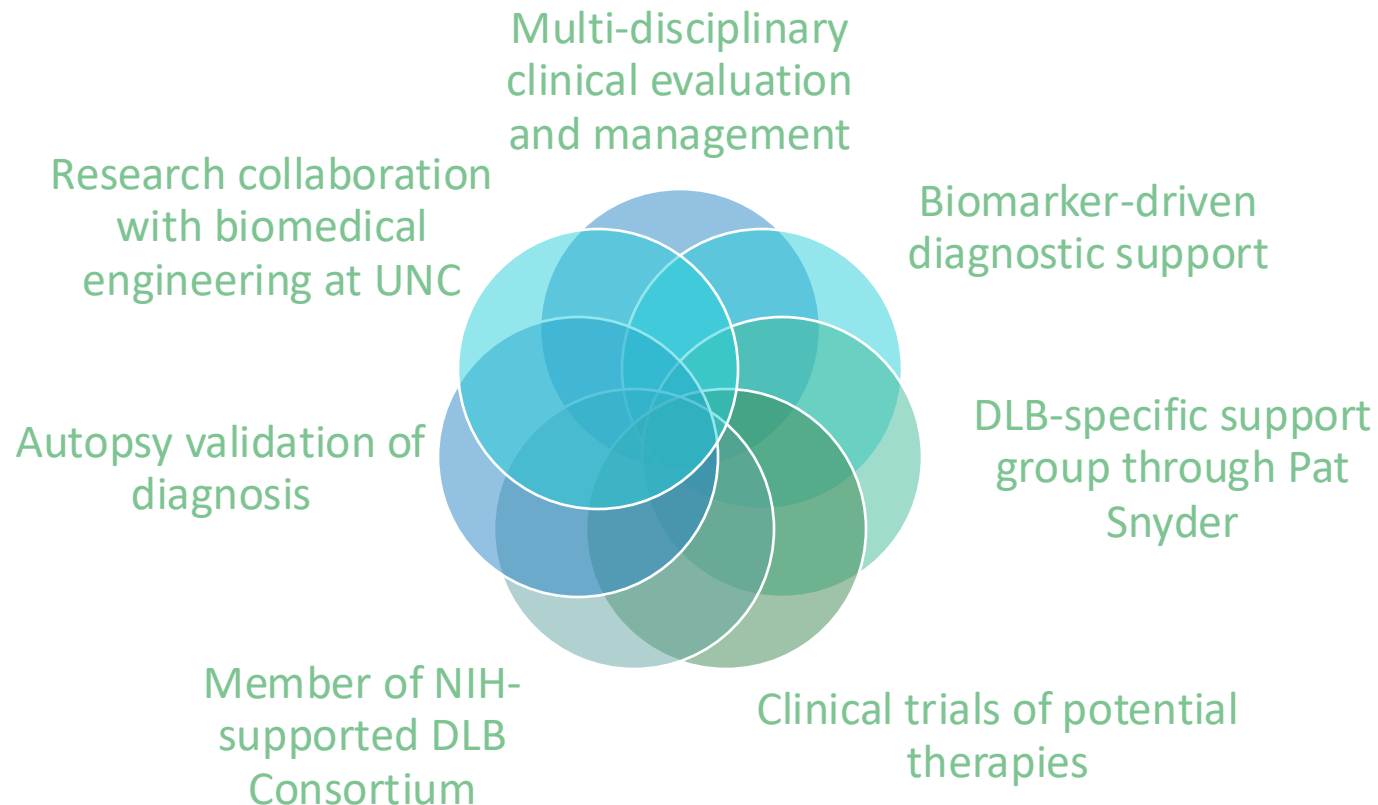 Multi-disciplinary
clinical evaluation
and management
Biomarker-driven
diagnostic support
DLB-specific support
group through Pat
Snyder
Clinical trials of potential
therapies
Member of NIH-
supported DLB
Consortium
Autopsy validation of
diagnosis
Research collaboration
with biomedical
engineering at UNC